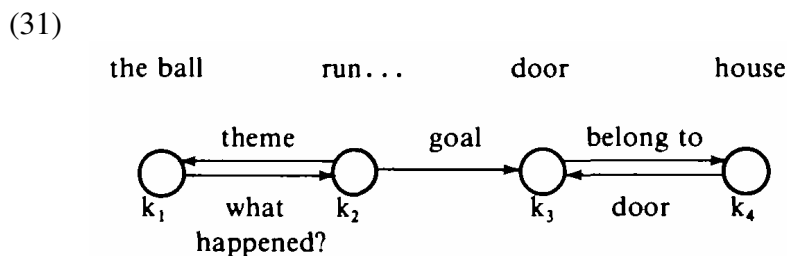 (31)
the ball run... door house
theme goal belong to
k₁ what k₂ k₃ door k₄
happened?